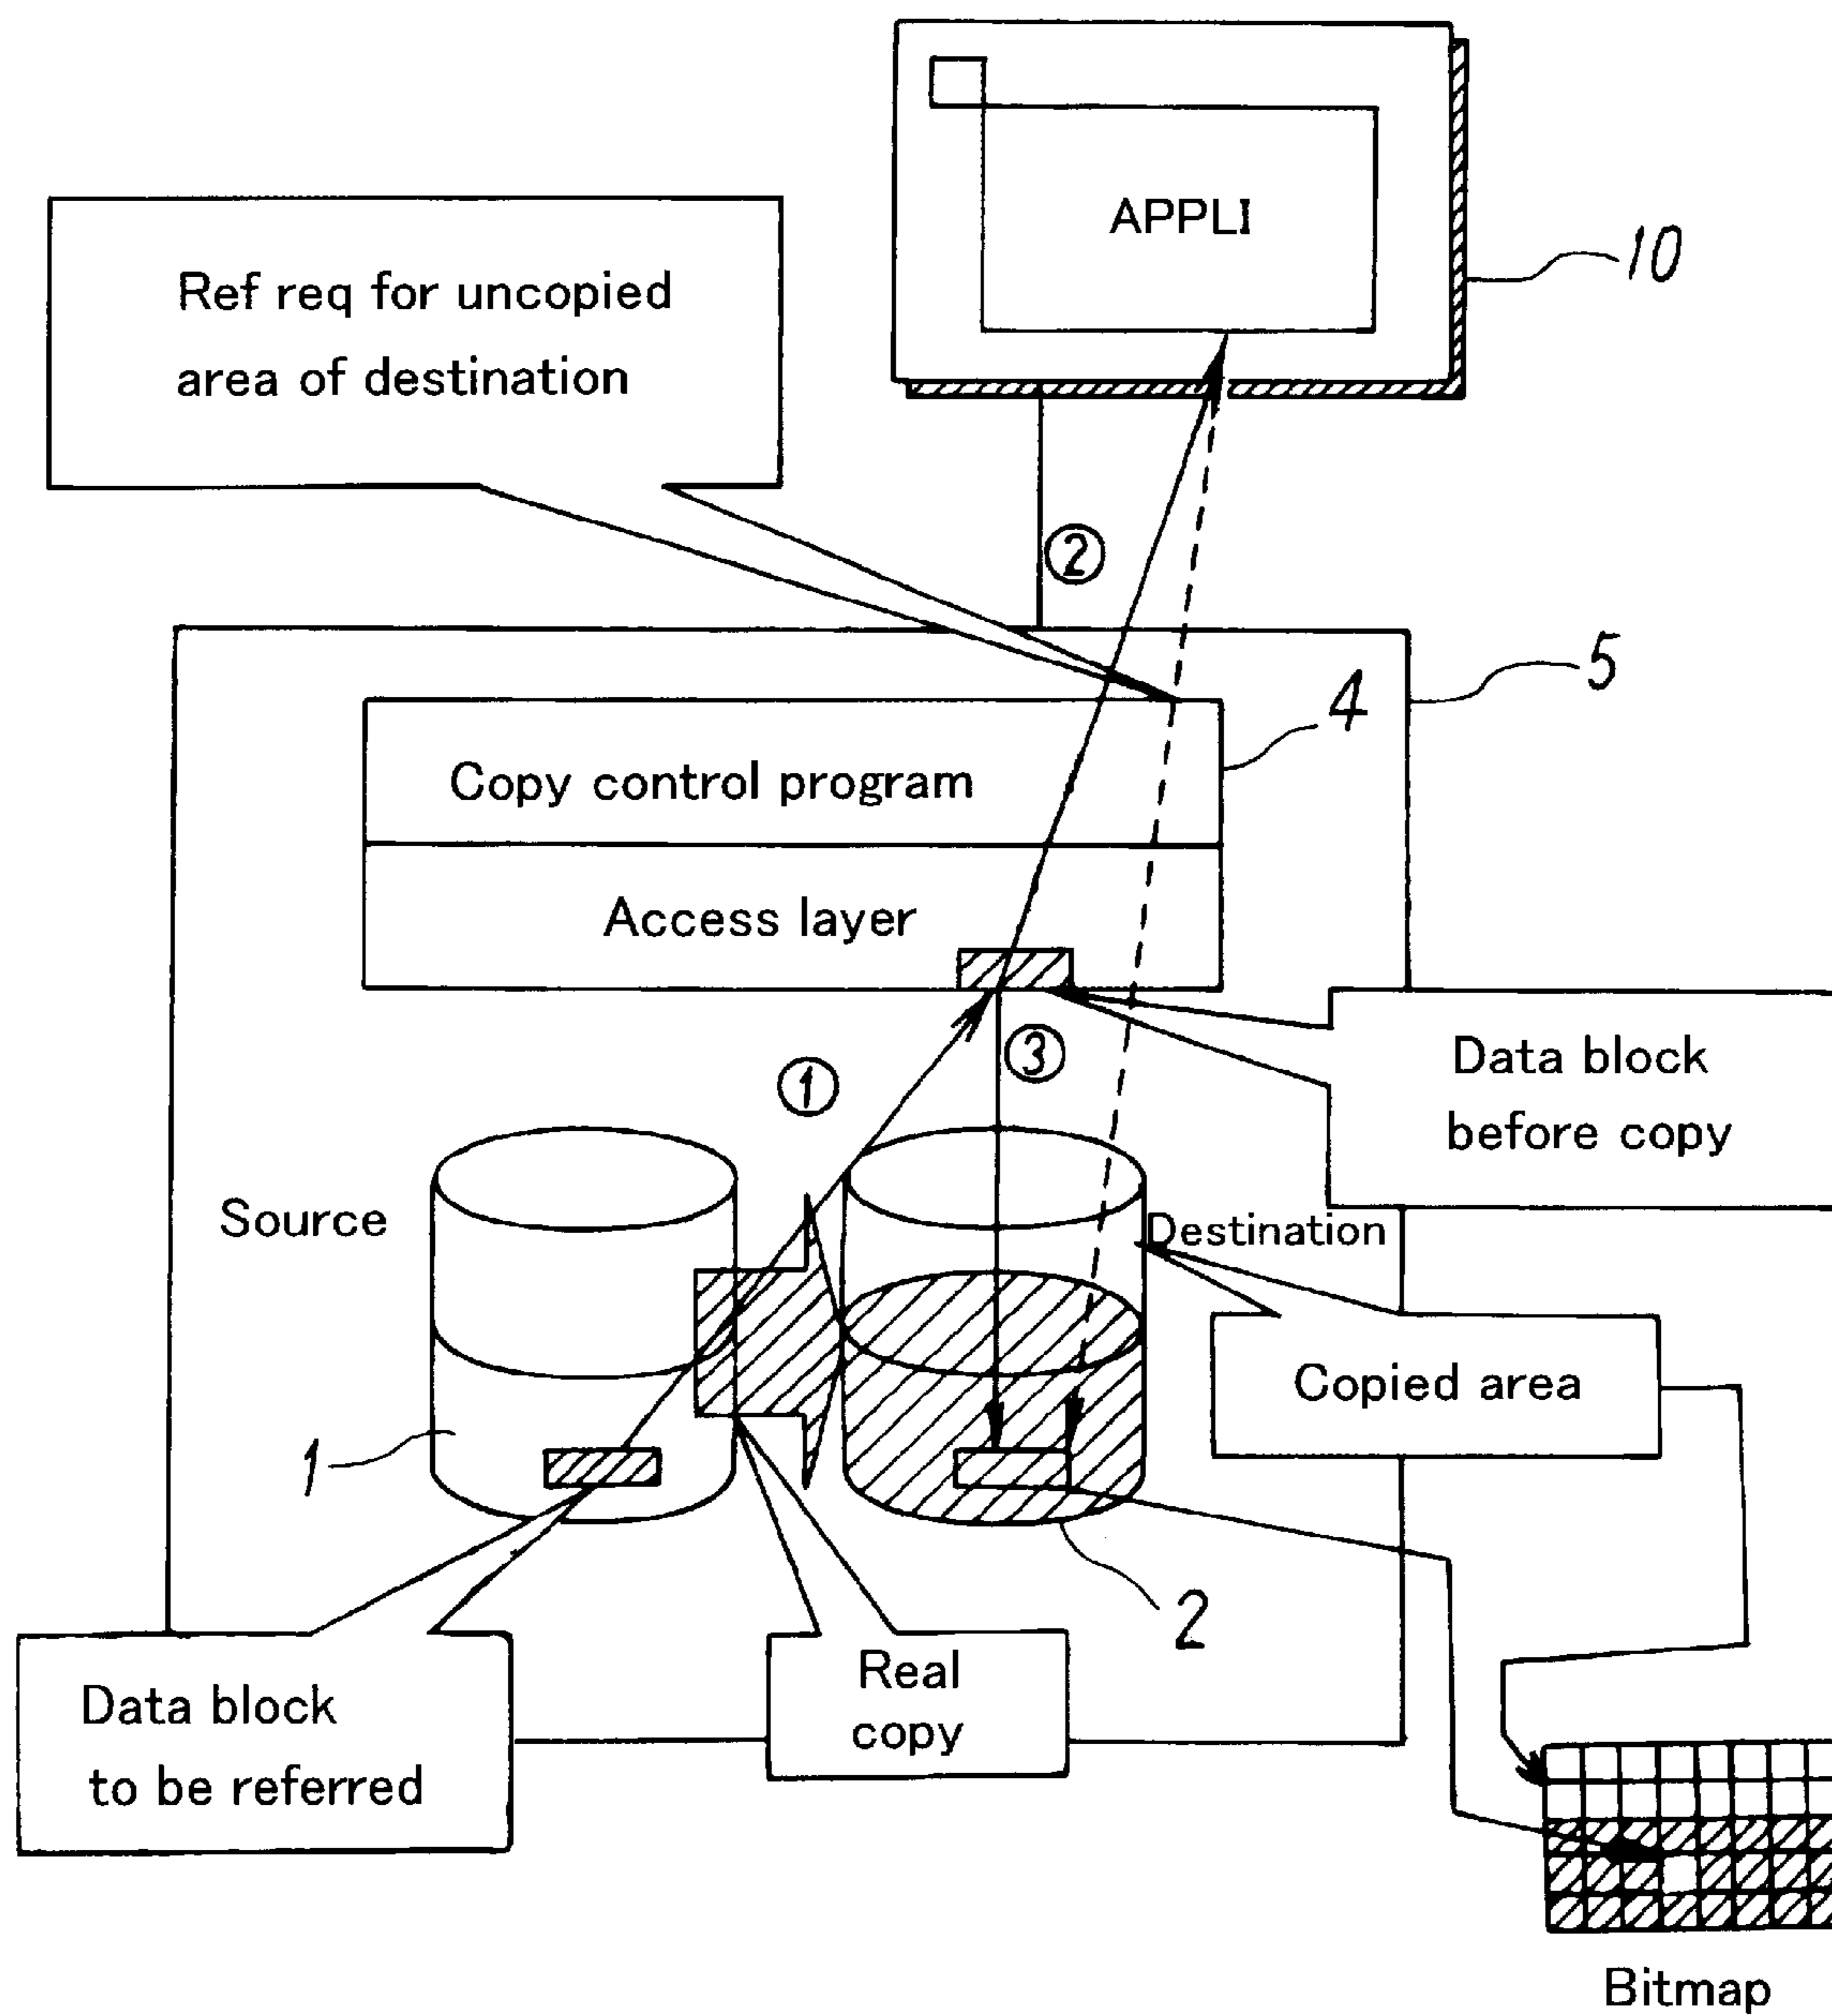 APPLI
10
Ref req for uncopied
area of destination
②
5
4
Copy control program
Access layer
③
①
Data block
before copy
Source
Destination
Copied area
1
2
Real
copy
Data block
to be referred
Bitmap